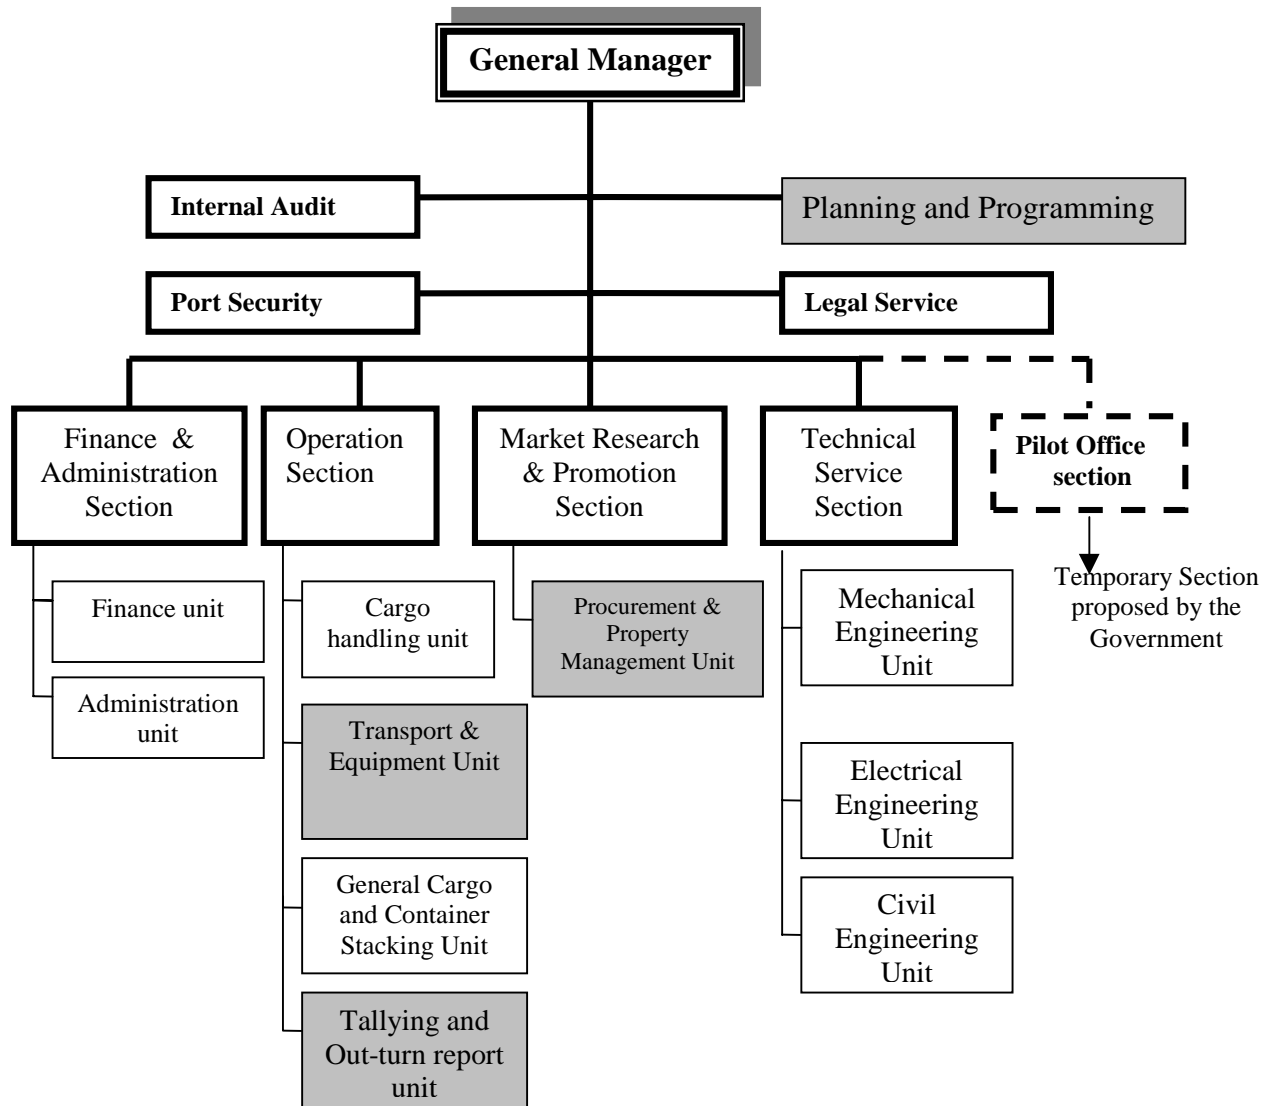 General Manager
Internal Audit
Planning and Programming
Port Security
Legal Service
Finance &
Administration
Section
Operation
Section
Market Research
& Promotion
Section
Technical
Service
Section
Pilot Office
section
Finance unit
Administration
unit
Cargo
handling unit
Transport &
Equipment Unit
General Cargo
and Container
Stacking Unit
Tallying and
Out-turn report
unit
Procurement &
Property
Management Unit
Mechanical
Engineering
Unit
Electrical
Engineering
Unit
Civil
Engineering
Unit
Temporary Section
proposed by the
Government